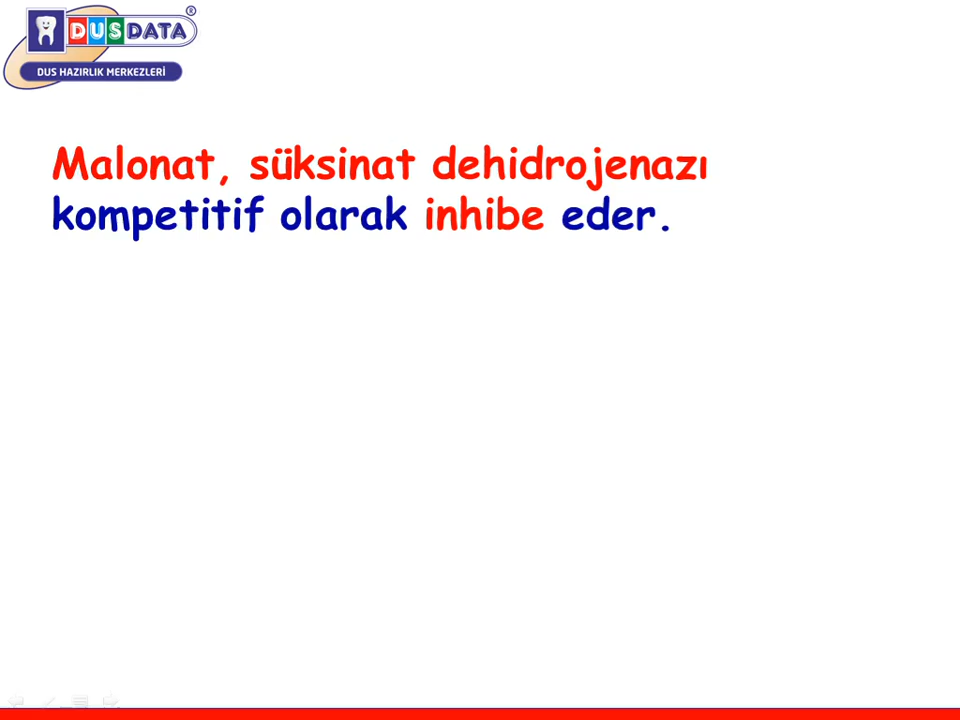 DUSDATA®
DUS HAZIRLIK MERKEZLERİ
Malonat, süksinat dehidrojenazı
kompetitif olarak inhibe eder.